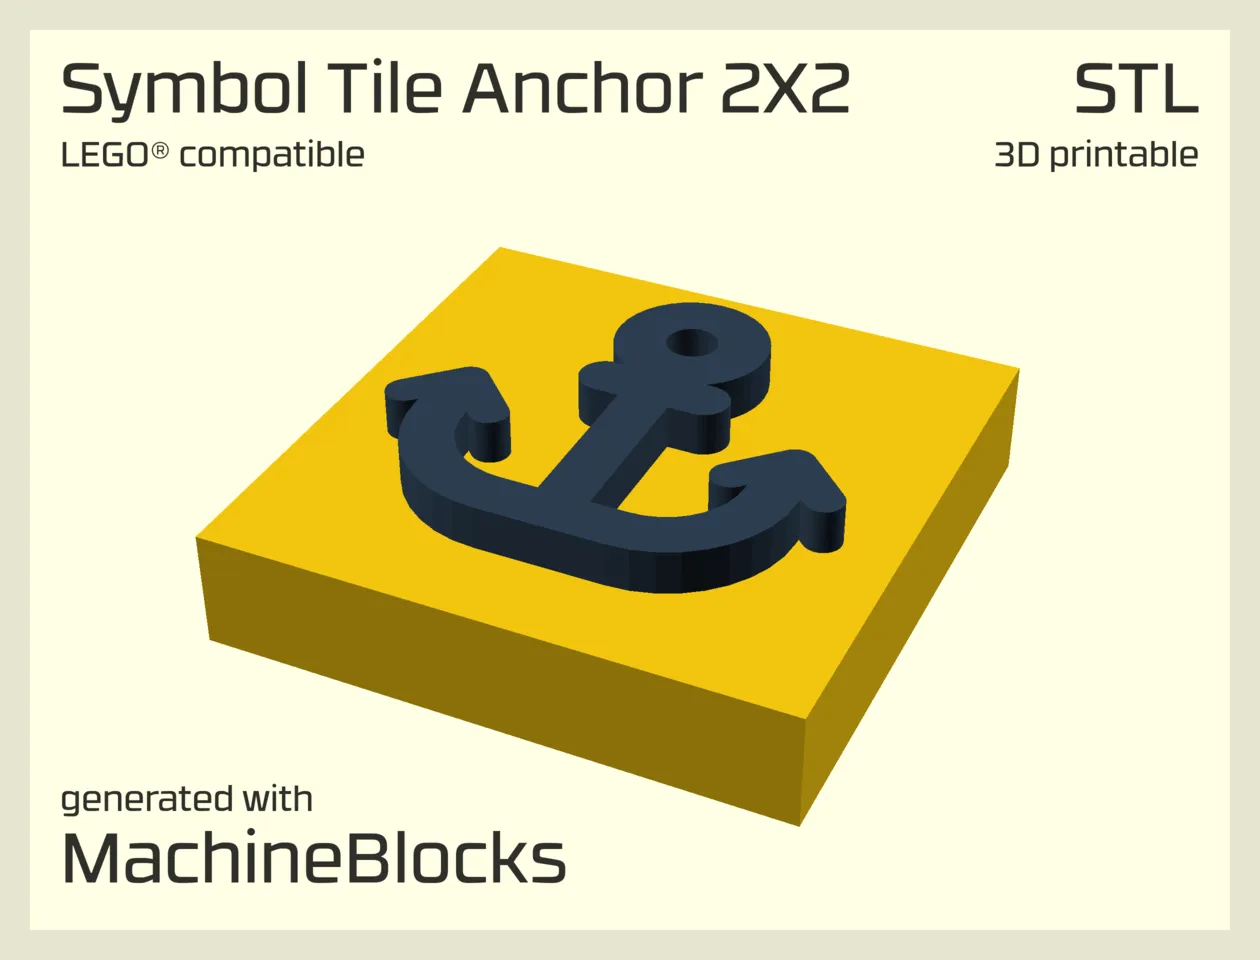 Symbol Tile Anchor 2X2
STL
LEGO® compatible
3D printable
generated with
MachineBlocks